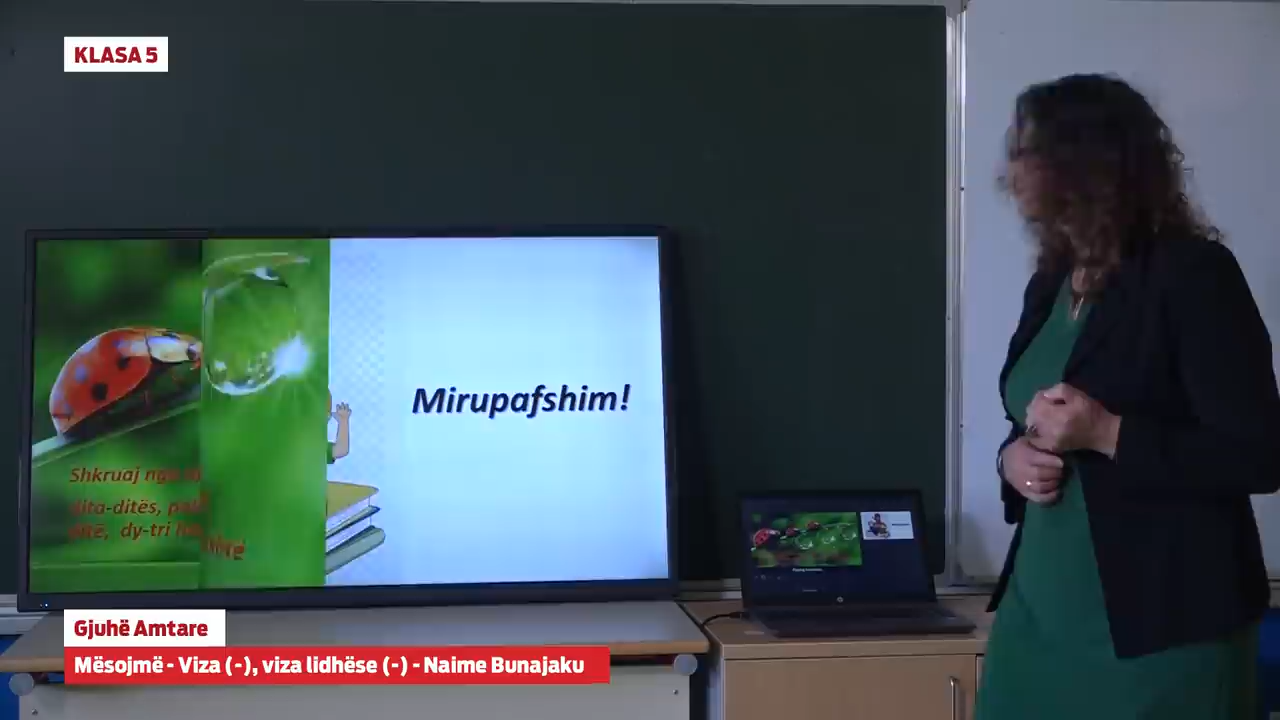 KLASA 5
Mirupafshim!
Shkruaj
dita-ditës,
ditë, dy-tri
Gjuhë Amtare
Mësojmë - Viza (-), viza lidhëse (-) - Naime Bunajaku